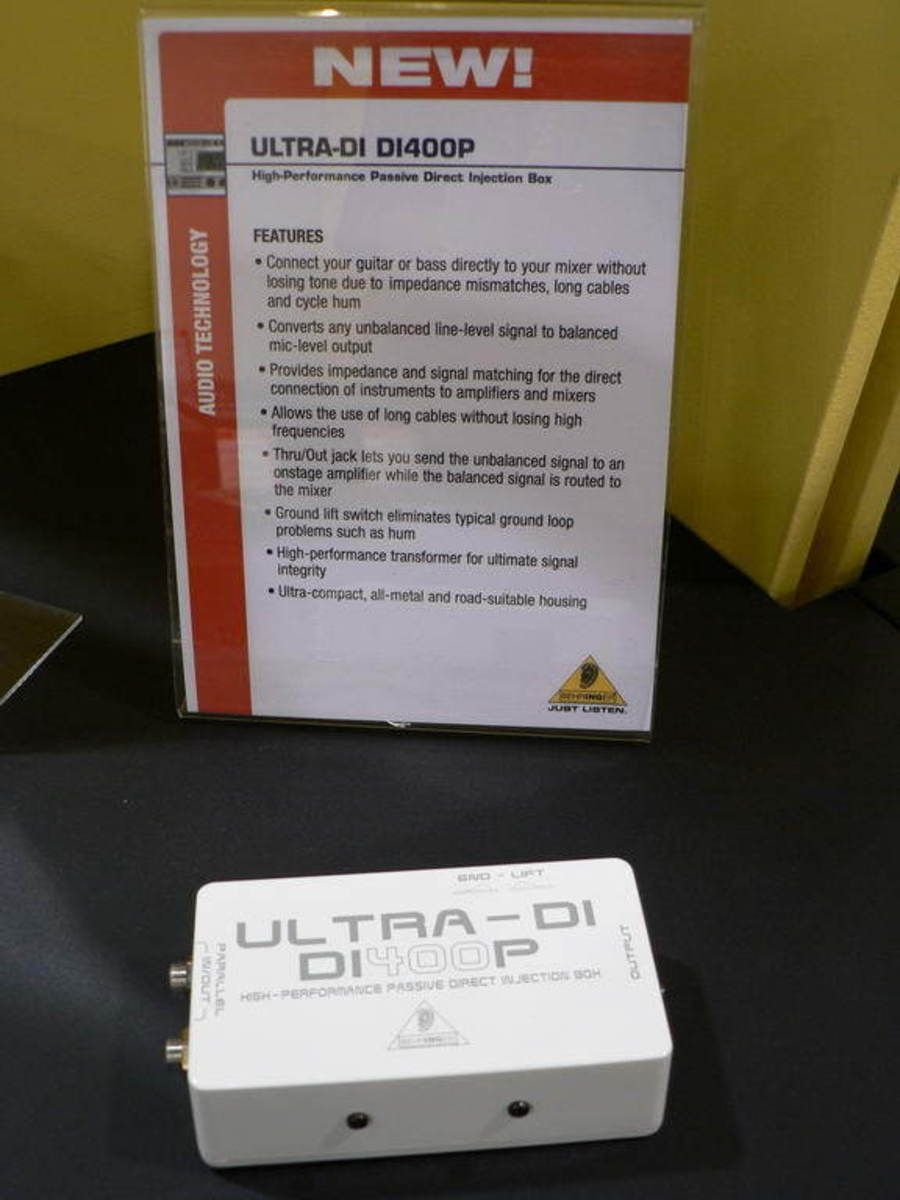 NEW!
ULTRA-DI DI400P
High-Performance Passive Direct Injection Box
AUDIO TECHNOLOGY
FEATURES
• Connect your guitar or bass directly to your mixer without
losing tone due to impedance mismatches, long cables
and cycle hum
• Converts any unbalanced line-level signal to balanced
mic-level output
• Provides impedance and signal matching for the direct
connection of instruments to amplifiers and mixers
• Allows the use of long cables without losing high
frequencies
• Thru/Out jack lets you send the unbalanced signal to an
onstage amplifier while the balanced signal is routed to
the mixer
• Ground lift switch eliminates typical ground loop
problems such as hum
• High-performance transformer for ultimate signal
integrity
• Ultra-compact, all-metal and road-suitable housing
BEHRINGER
JUST LISTEN.
GND - LIFT
ULTRA-DI
DI400P
HIGH-PERFORMANCE PASSIVE DIRECT INJECTION BOX
PARALLEL
IN/OUT
OUTPUT
BEHRINGER